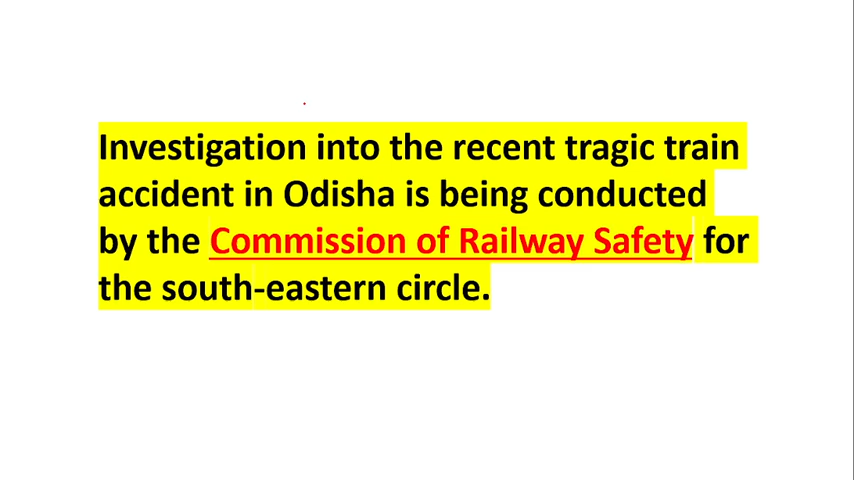 Investigation into the recent tragic train
accident in Odisha is being conducted
by the Commission of Railway Safety for
the south-eastern circle.